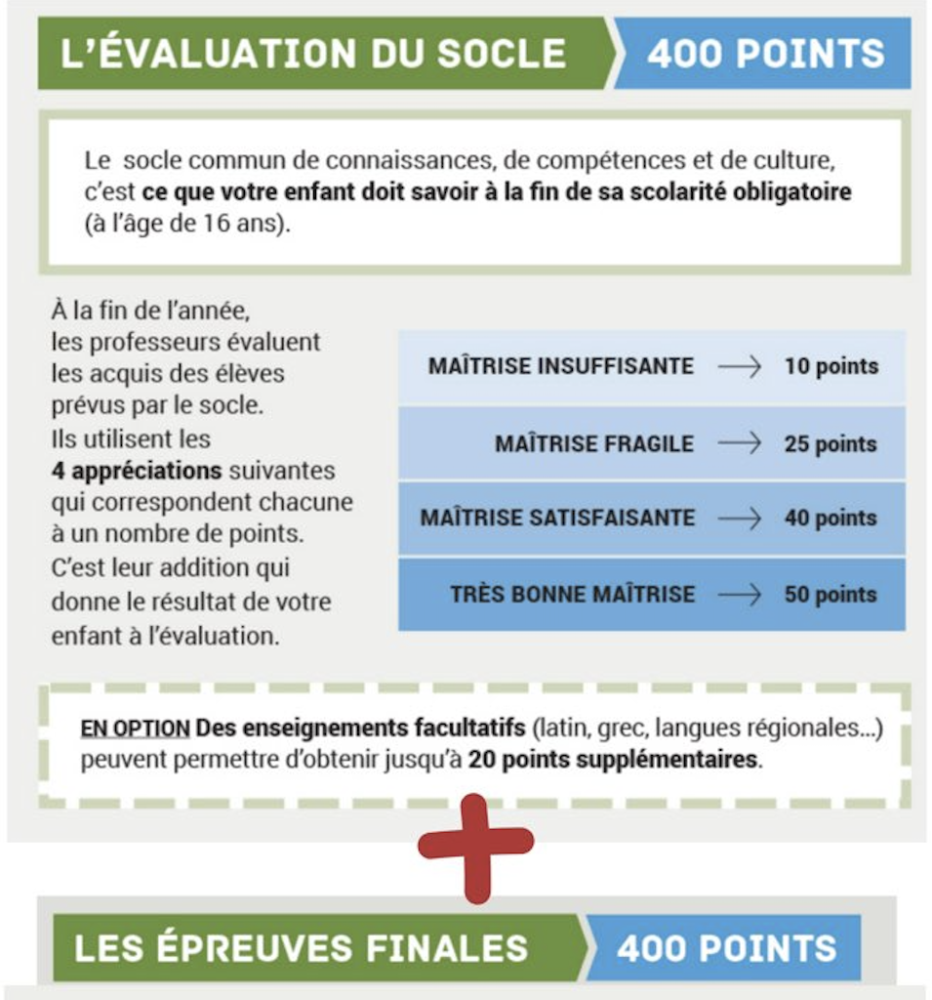 L’ÉVALUATION DU SOCLE 400 POINTS
Le socle commun de connaissances, de compétences et de culture,
c’est ce que votre enfant doit savoir à la fin de sa scolarité obligatoire
(à l’âge de 16 ans).
À la fin de l’année,
les professeurs évaluent
les acquis des élèves
prévus par le socle.
Ils utilisent les
4 appréciations suivantes
qui correspondent chacune
à un nombre de points.
C’est leur addition qui
donne le résultat de votre
enfant à l’évaluation.
MAÎTRISE INSUFFISANTE → 10 points
MAÎTRISE FRAGILE → 25 points
MAÎTRISE SATISFAISANTE → 40 points
TRÈS BONNE MAÎTRISE → 50 points
EN OPTION Des enseignements facultatifs (latin, grec, langues régionales...)
peuvent permettre d’obtenir jusqu’à 20 points supplémentaires.
LES ÉPREUVES FINALES 400 POINTS